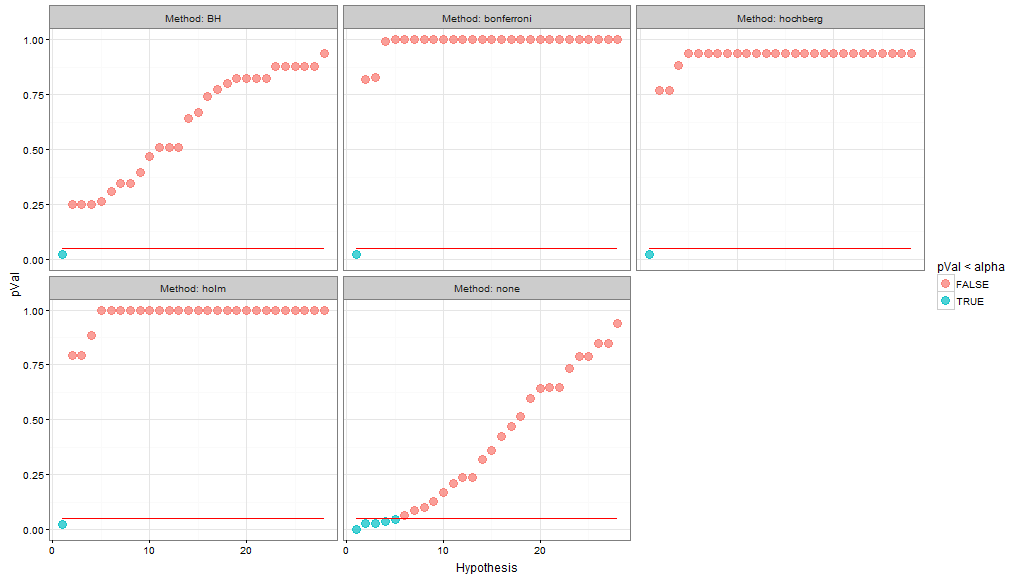 Method: BH
Method: bonferroni
Method: hochberg
1.00
0.75
0.50
0.25
0.00
Method: holm
Method: none
1.00
0.75
0.50
0.25
0.00
0
10
20
0
10
20
Hypothesis
pVal
pVal < alpha
FALSE
TRUE